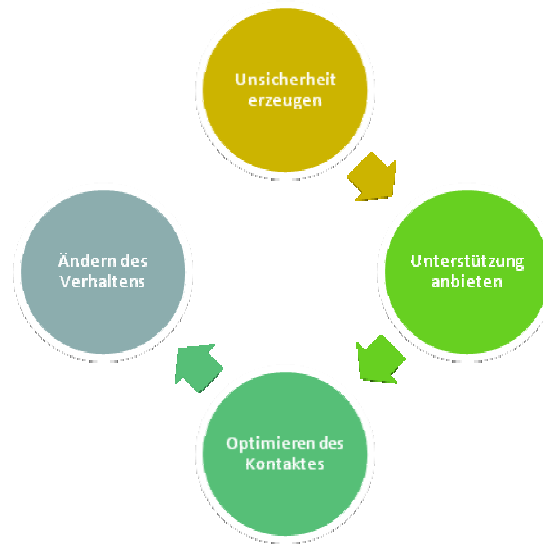 Unsicherheit
erzeugen
Unterstützung
anbieten
Optimieren des
Kontaktes
Ändern des
Verhaltens